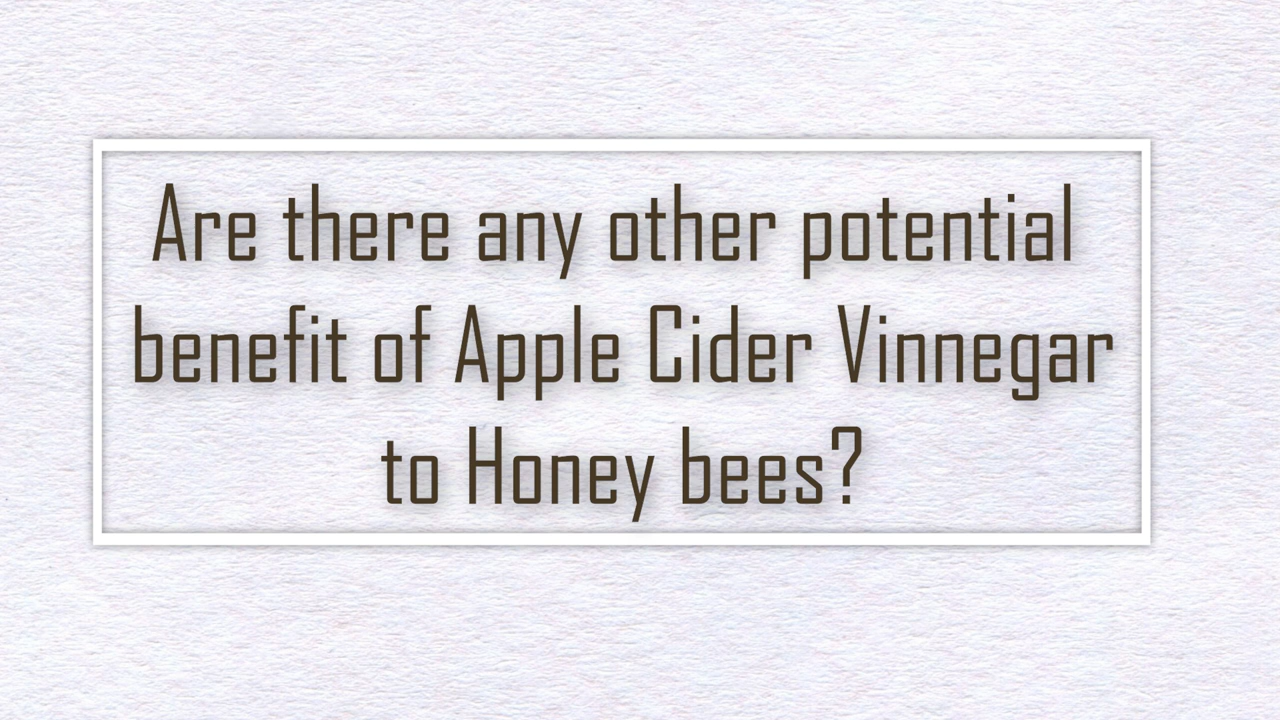 Are there any other potential
benefit of Apple Cider Vinnegar
to Honey bees?